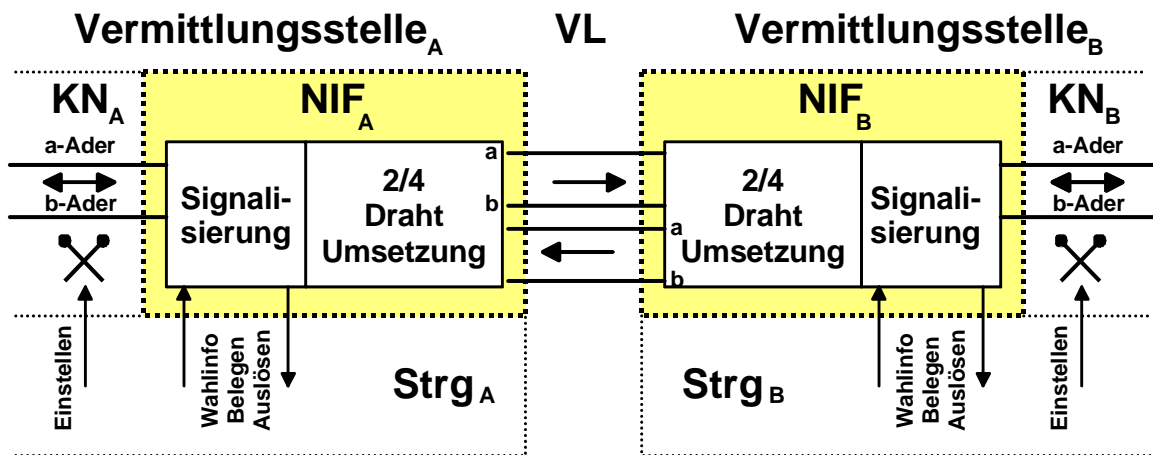 Vermittlungsstelle_A VL Vermittlungsstelle_B
KN_A NIF_A NIF_B KN_B
a-Ader a-Ader
b-Ader b-Ader
Signali-
sierung
2/4
Draht
Umsetzung
a
b
a
b
2/4
Draht
Umsetzung
Signali-
sierung
Einstellen
Wahlinfo
Belegen
Auslösen
Strg_A Strg_B
Wahlinfo
Belegen
Auslösen
Einstellen